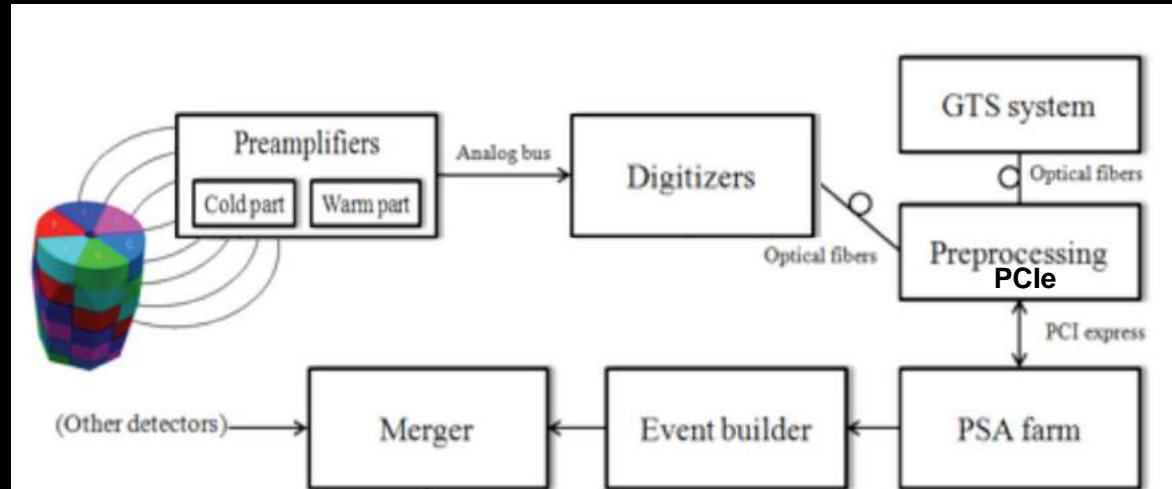 GTS system
Preamplifiers
Cold part
Warm part
Analog bus
Digitizers
Optical fibers
Optical fibers
Preprocessing
PCIe
PCI express
(Other detectors)
Merger
Event builder
PSA farm